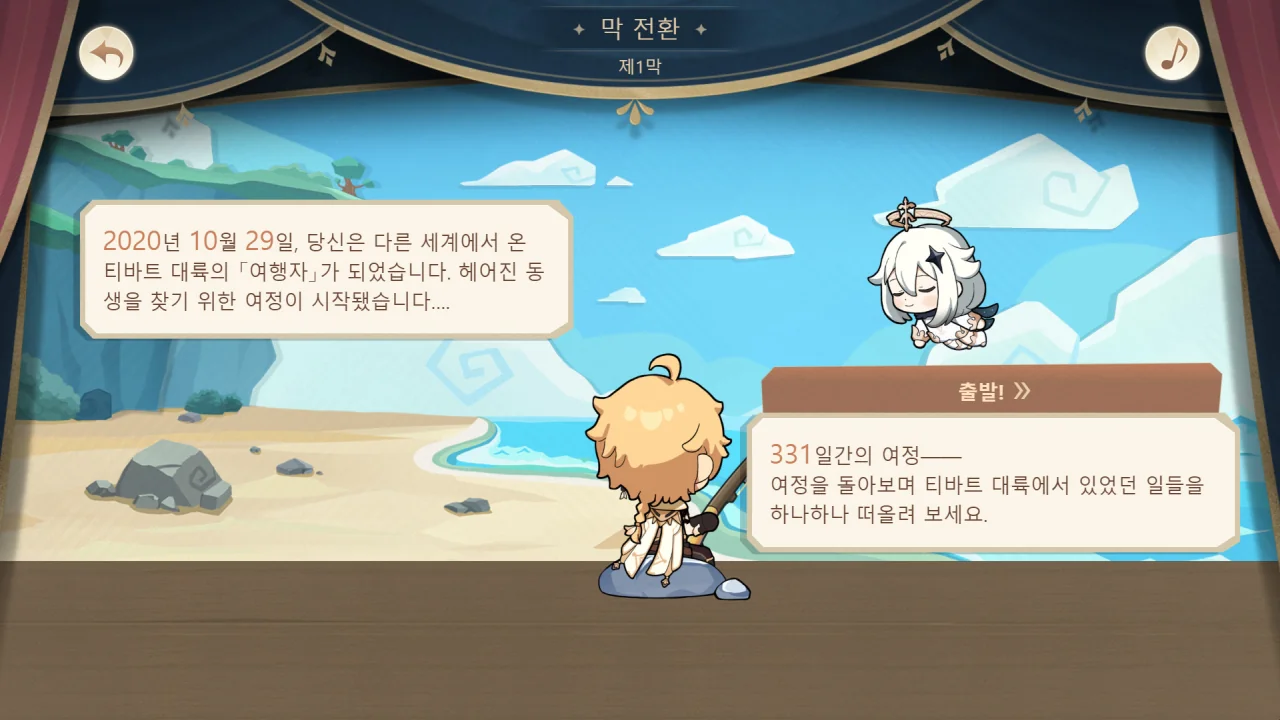 막 전환
제1막
2020년 10월 29일, 당신은 다른 세계에서 온
티바트 대륙의 「여행자」가 되었습니다. 헤어진 동
생을 찾기 위한 여정이 시작됐습니다....
출발! »
331일간의 여정——
여정을 돌아보며 티바트 대륙에서 있었던 일들을
하나하나 떠올려 보세요.